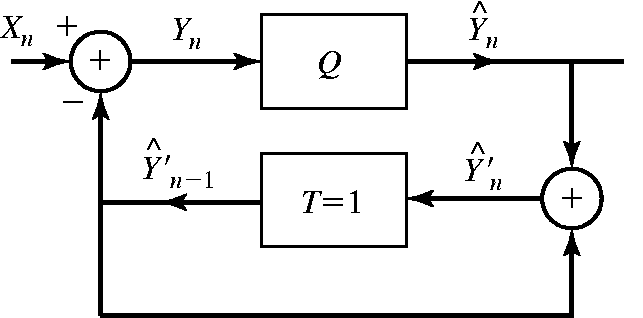 Xₙ + Yₙ Ŷₙ
+ Q
−
Ŷ′ₙ₋₁ Ŷ′ₙ
T=1 +